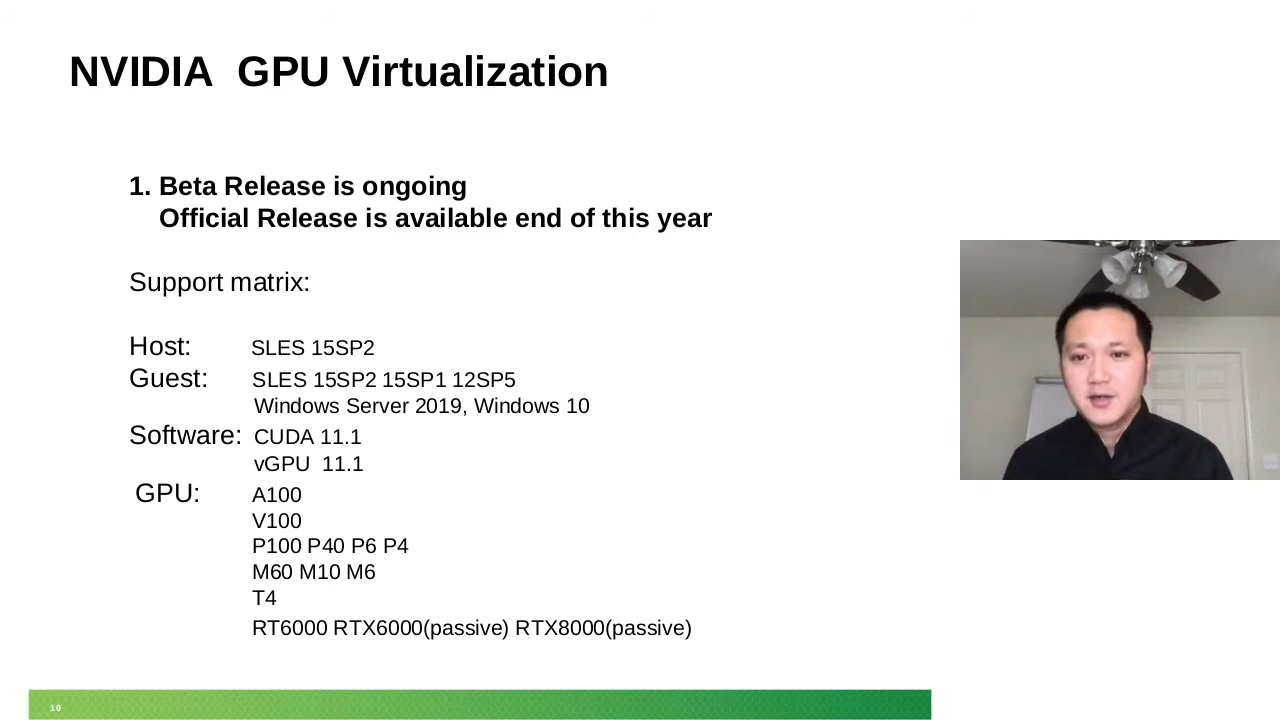 NVIDIA  GPU Virtualization
1. Beta Release is ongoing
Official Release is available end of this year
Support matrix:
Host: SLES 15SP2
Guest: SLES 15SP2 15SP1 12SP5
Windows Server 2019, Windows 10
Software: CUDA 11.1
vGPU  11.1
GPU: A100
V100
P100 P40 P6 P4
M60 M10 M6
T4
RT6000 RTX6000(passive) RTX8000(passive)
10